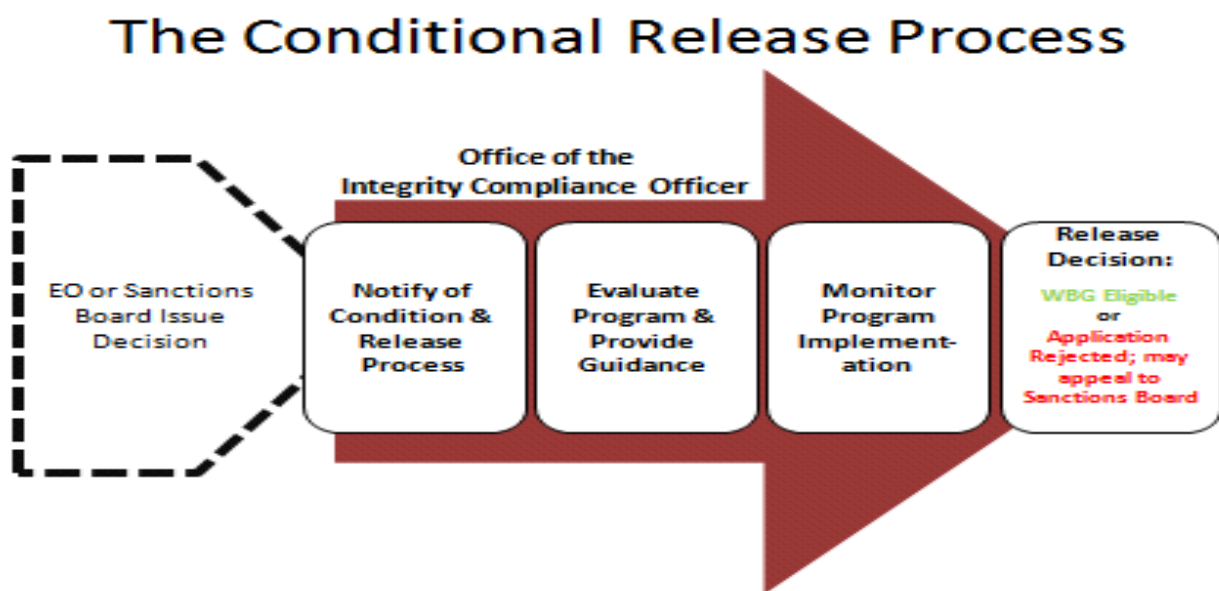 The Conditional Release Process
Office of the
Integrity Compliance Officer
EO or Sanctions
Board Issue
Decision
Notify of
Condition &
Release
Process
Evaluate
Program &
Provide
Guidance
Monitor
Program
Implement-
ation
Release
Decision:
WBG Eligible
or
Application
Rejected; may
appeal to
Sanctions Board